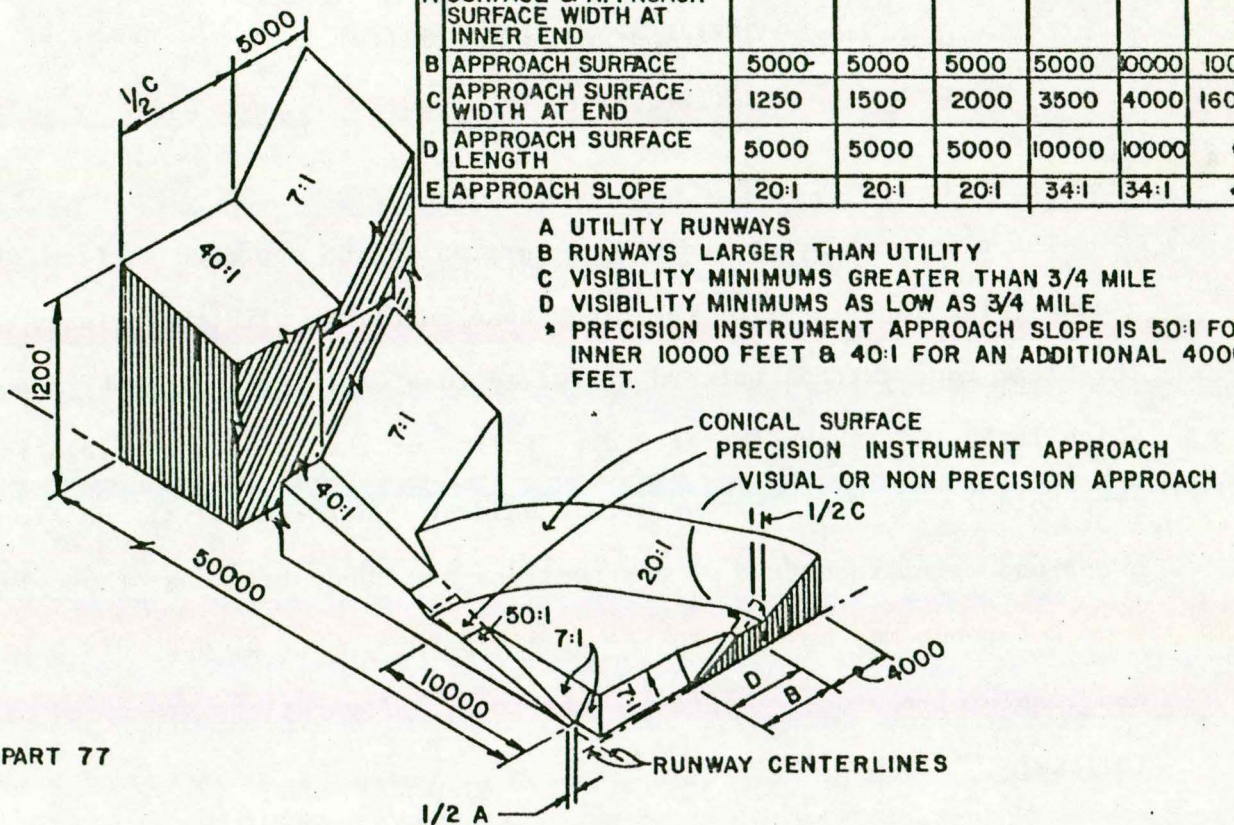 SURFACE WIDTH AT
INNER END
B APPROACH SURFACE 5000 5000 5000 5000 10000
C APPROACH SURFACE WIDTH AT END 1250 1500 2000 3500 4000
D APPROACH SURFACE LENGTH 5000 5000 5000 10000 10000
E APPROACH SLOPE 20:1 20:1 20:1 34:1 34:1
A UTILITY RUNWAYS
B RUNWAYS LARGER THAN UTILITY
C VISIBILITY MINIMUMS GREATER THAN 3/4 MILE
D VISIBILITY MINIMUMS AS LOW AS 3/4 MILE
* PRECISION INSTRUMENT APPROACH SLOPE IS 50:1
INNER 10000 FEET & 40:1 FOR AN ADDITIONAL
FEET.
5000
1/2 C
7:1
40:1
1200'
7:1
40:1
CONICAL SURFACE
PRECISION INSTRUMENT APPROACH
VISUAL OR NON PRECISION APPROACH
1/2 C
20:1
50000
50:1
7:1
7:1
10000
D
B
4000
PART 77
RUNWAY CENTERLINES
1/2 A